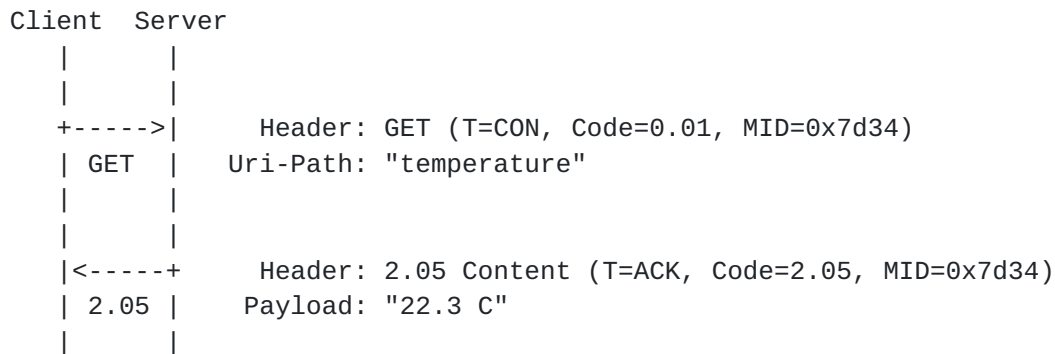 Client  Server
   |      |
   |      |
   +----->|     Header: GET (T=CON, Code=0.01, MID=0x7d34)
   | GET  |   Uri-Path: "temperature"
   |      |
   |      |
   |<-----+     Header: 2.05 Content (T=ACK, Code=2.05, MID=0x7d34)
   | 2.05 |    Payload: "22.3 C"
   |      |